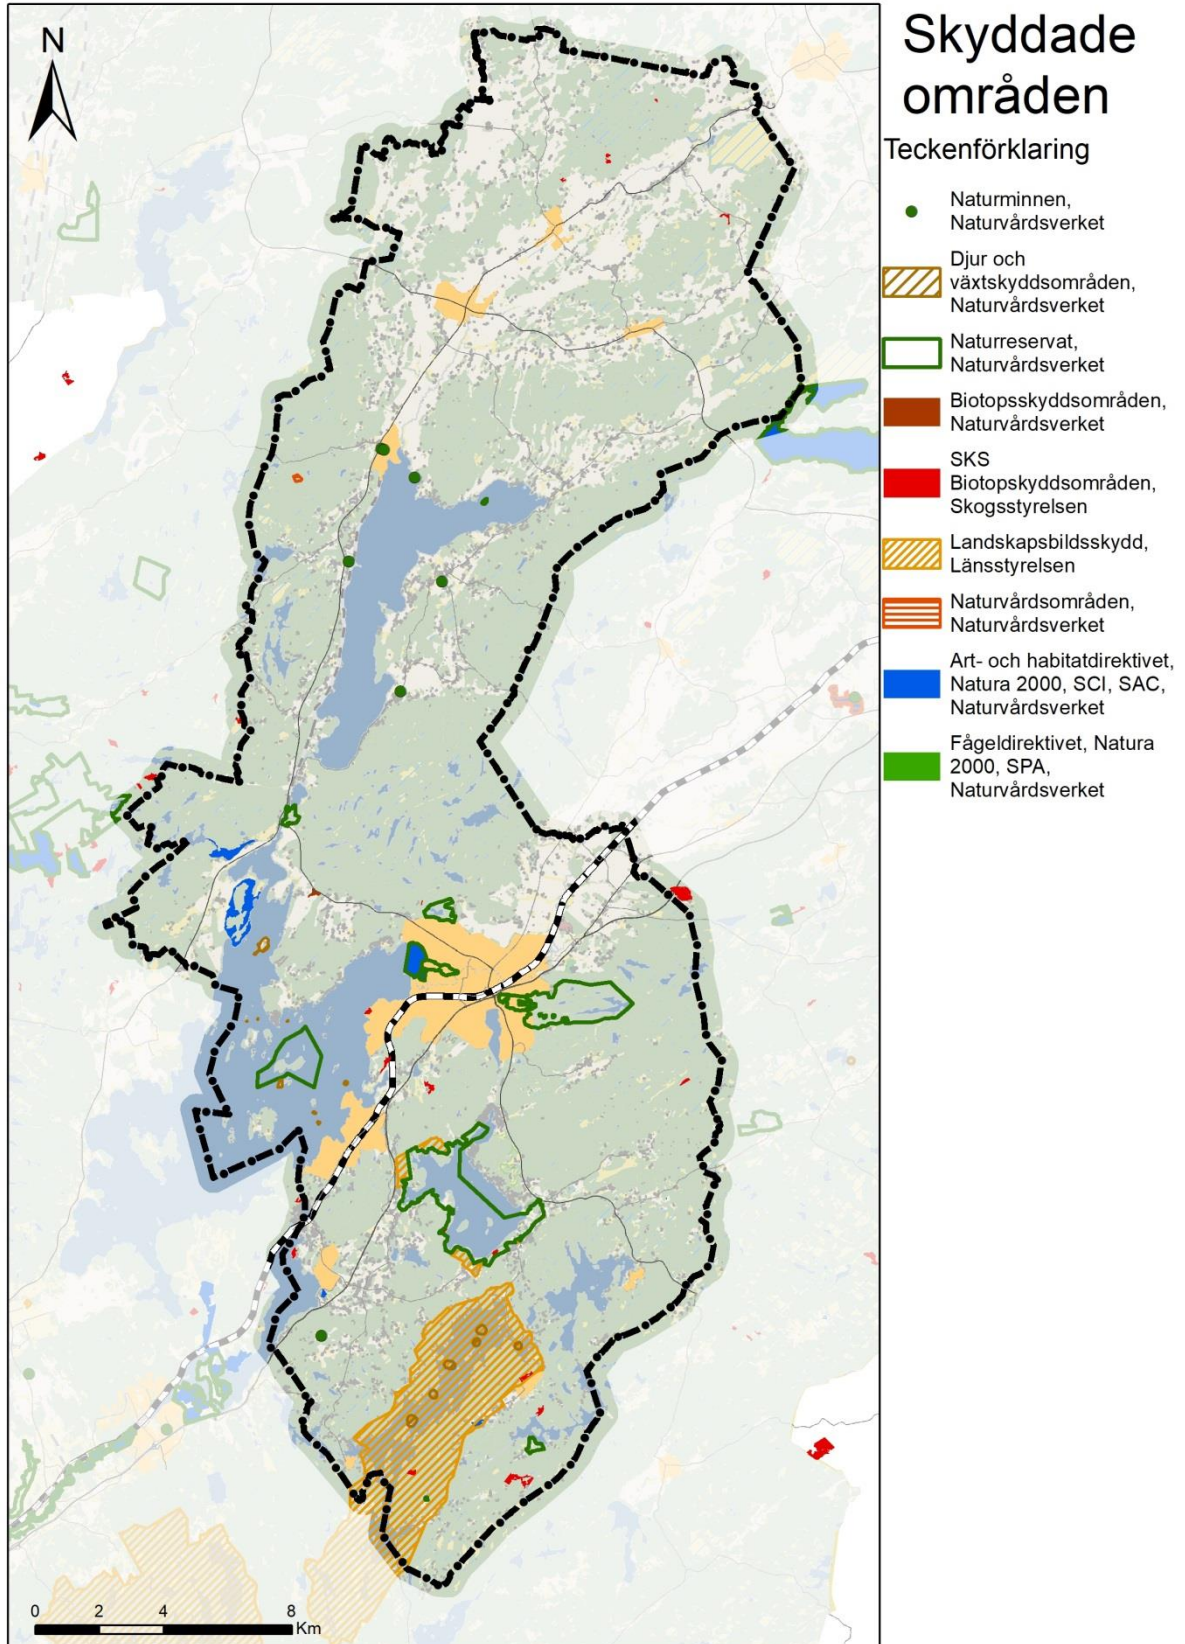 Skyddade
områden
Teckenförklaring
Naturminnen,
Naturvårdsverket
Djur och
växtskyddsområden,
Naturvårdsverket
Naturreservat,
Naturvårdsverket
Biotopsskyddsområden,
Naturvårdsverket
SKS
Biotopskyddsområden,
Skogsstyrelsen
Landskapsbildsskydd,
Länsstyrelsen
Naturvårdsområden,
Naturvårdsverket
Art- och habitatdirektivet,
Natura 2000, SCI, SAC,
Naturvårdsverket
Fågeldirektivet, Natura
2000, SPA,
Naturvårdsverket
N
0 2 4 8
Km